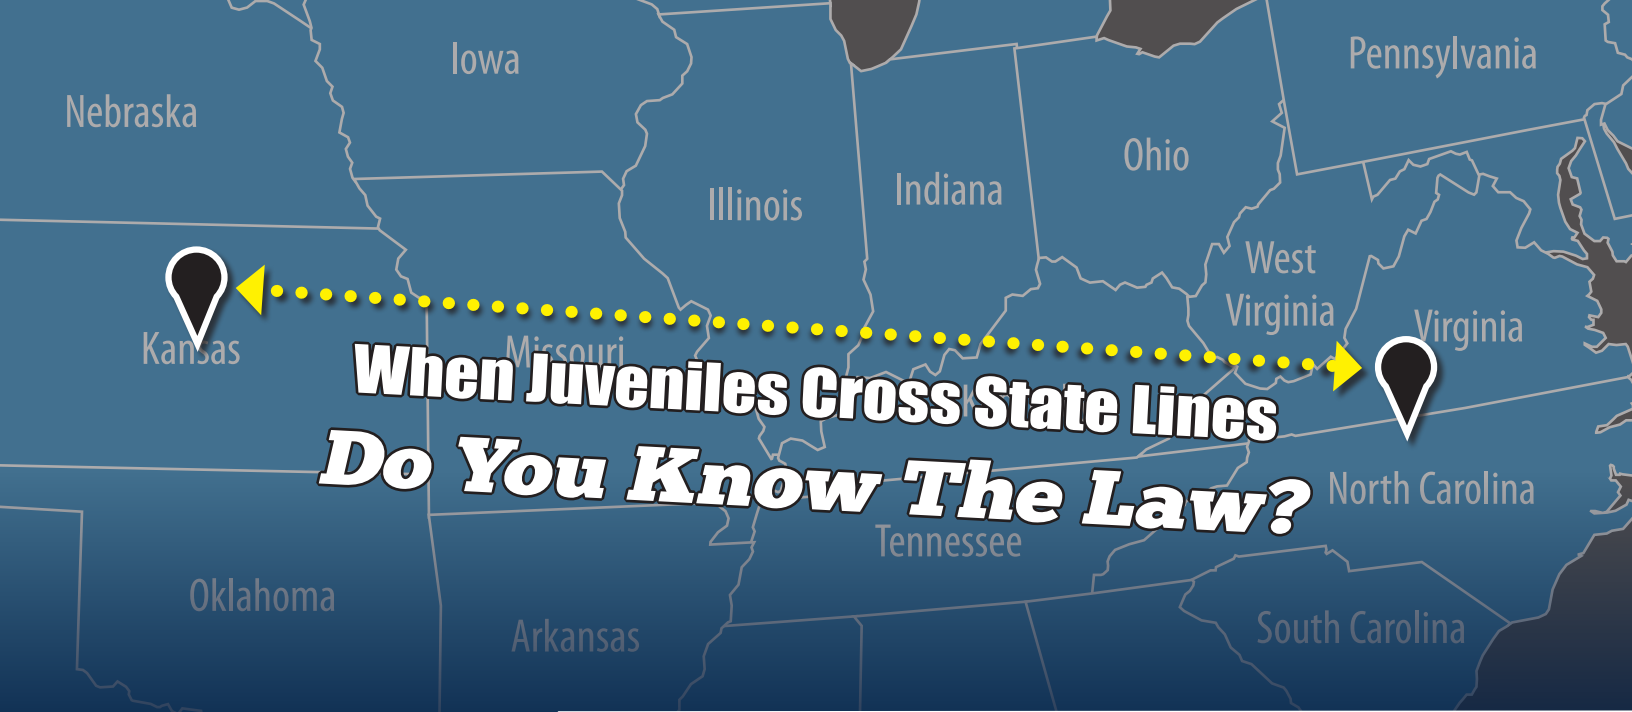 Iowa
Pennsylvania
Nebraska
Ohio
Illinois
Indiana
West
Virginia
Virginia
Kansas
Missouri
When Juveniles Cross State Lines
Do You Know The Law?
North Carolina
Tennessee
Oklahoma
Arkansas
South Carolina